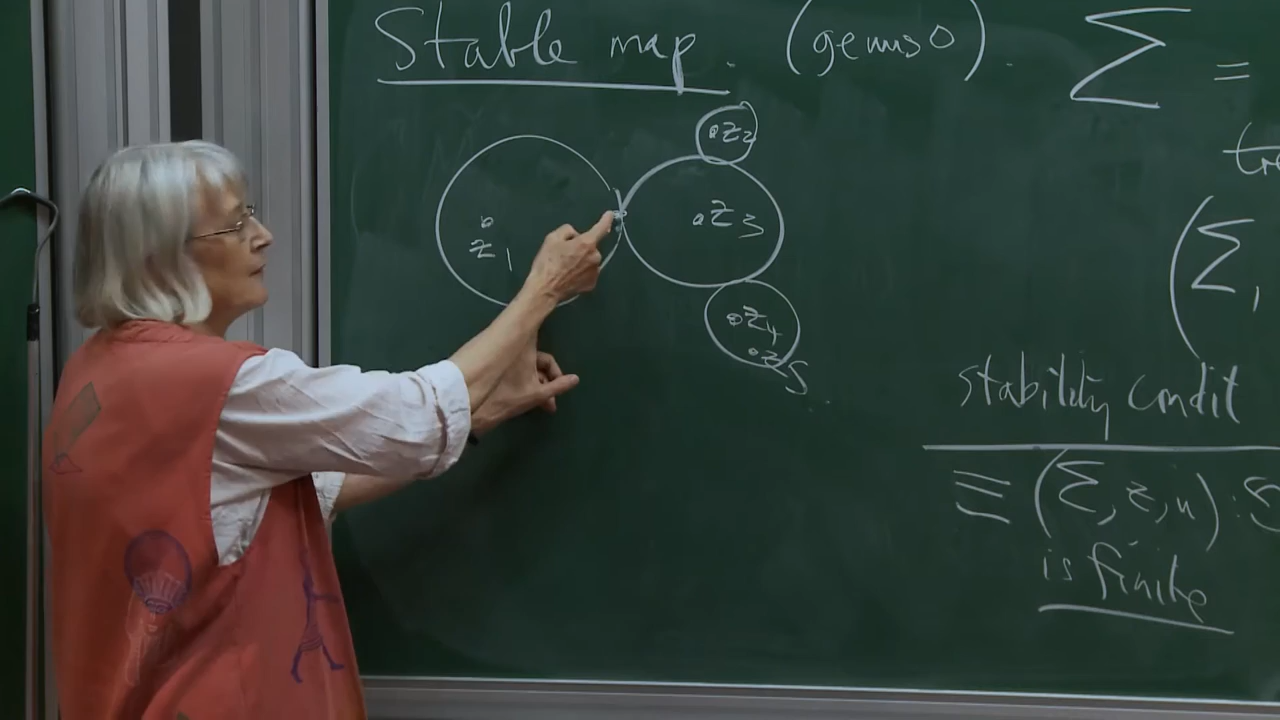 Stable map. (genus 0). Σ =
z₂
z₃
z₁
(Σ,
z₄
z₅
stability condit
≡ (Σ, z, u) :
is finite